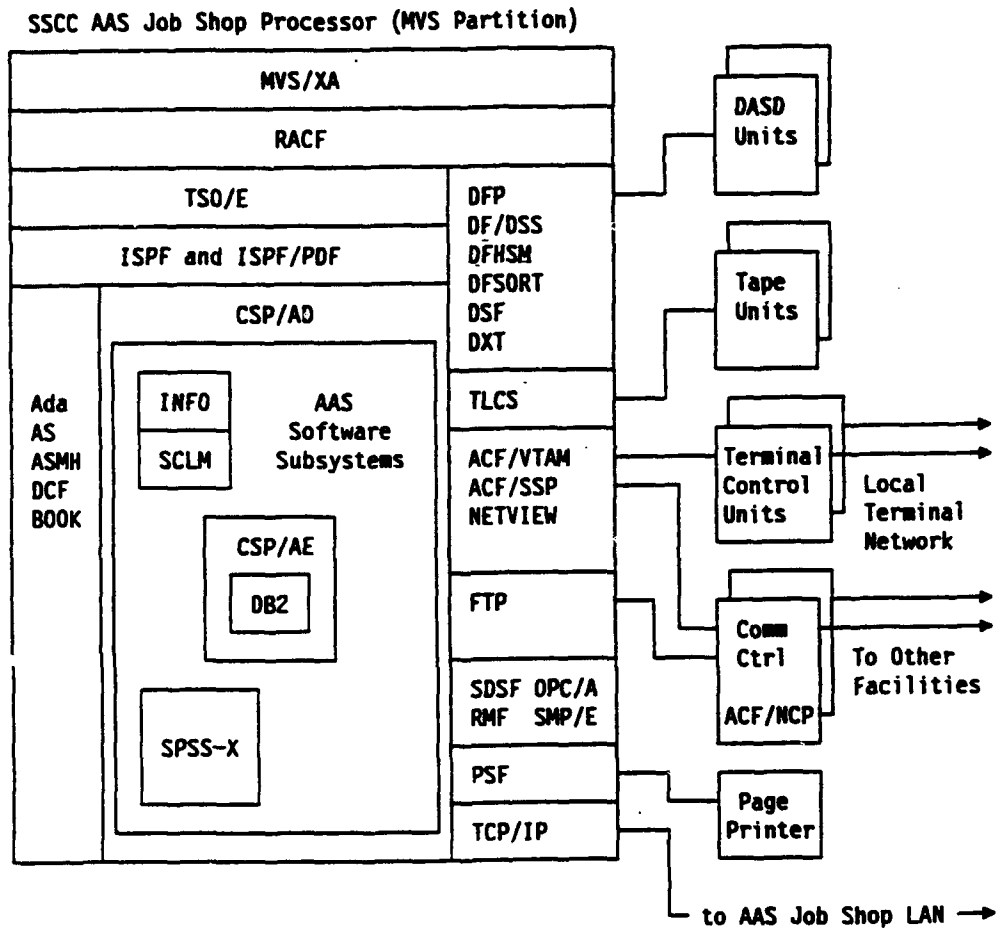 SSCC AAS Job Shop Processor (MVS Partition)
MVS/XA
RACF
TSO/E
ISPF and ISPF/PDF
CSP/AD
Ada
AS
ASMH
DCF
BOOK
INFO
SCLM
AAS
Software
Subsystems
CSP/AE
DB2
SPSS-X
DFP
DF/DSS
DFHSM
DFSORT
DSF
DXT
TLCS
ACF/VTAM
ACF/SSP
NETVIEW
FTP
SDSF OPC/A
RMF SMP/E
PSF
TCP/IP
DASD
Units
Tape
Units
Terminal
Control
Units
Local
Terminal
Network
Comm
Ctrl
ACF/NCP
To Other
Facilities
Page
Printer
to AAS Job Shop LAN